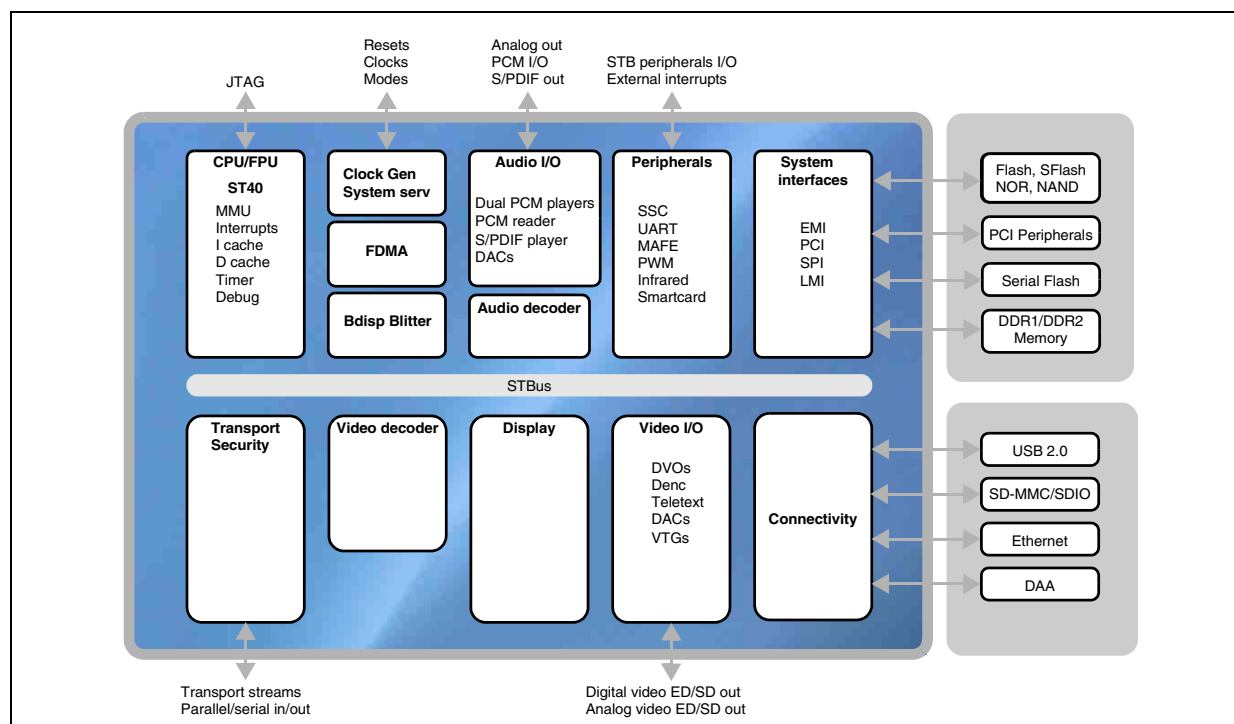 Resets
Clocks
Modes
Analog out
PCM I/O
S/PDIF out
STB peripherals I/O
External interrupts
JTAG
CPU/FPU
ST40
MMU
Interrupts
I cache
D cache
Timer
Debug
Clock Gen
System serv
FDMA
Bdisp Blitter
Audio I/O
Dual PCM players
PCM reader
S/PDIF player
DACs
Audio decoder
Peripherals
SSC
UART
MAFE
PWM
Infrared
Smartcard
System
interfaces
EMI
PCI
SPI
LMI
Flash, SFlash
NOR, NAND
PCI Peripherals
Serial Flash
DDR1/DDR2
Memory
STBus
Transport
Security
Video decoder
Display
Video I/O
DVOs
Denc
Teletext
DACs
VTGs
Connectivity
USB 2.0
SD-MMC/SDIO
Ethernet
DAA
Transport streams
Parallel/serial in/out
Digital video ED/SD out
Analog video ED/SD out